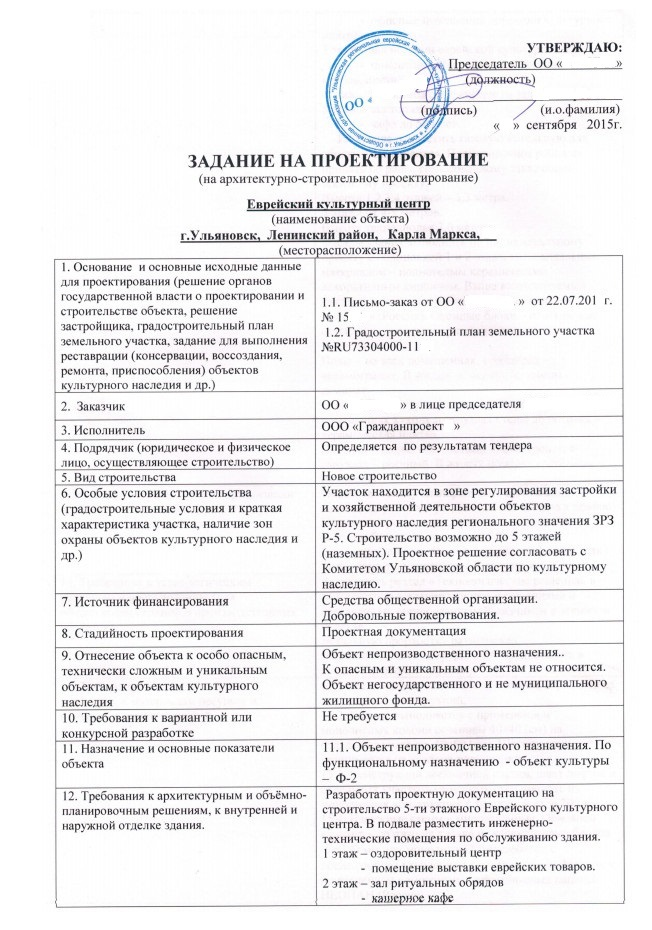 УТВЕРЖДАЮ:
Председатель ОО « »
(должность)
ОО «
(подпись) (и.о.фамилия)
« » сентября 2015г.
ЗАДАНИЕ НА ПРОЕКТИРОВАНИЕ
(на архитектурно-строительное проектирование)
Еврейский культурный центр
(наименование объекта)
г.Ульяновск, Ленинский район, Карла Маркса,
(месторасположение)
1. Основание и основные исходные данные
для проектирования (решение органов
государственной власти о проектировании и
строительстве объекта, решение
застройщика, градостроительный план
земельного участка, задание для выполнения
реставрации (консервации, воссоздания,
ремонта, приспособления) объектов
культурного наследия и др.)
1.1. Письмо-заказ от ОО « » от 22.07.201 г.
№ 15
1.2. Градостроительный план земельного участка
№RU73304000-11
2. Заказчик
ОО « » в лице председателя
3. Исполнитель
ООО «Гражданпроект »
4. Подрядчик (юридическое и физическое
лицо, осуществляющее строительство)
Определяется по результатам тендера
5. Вид строительства
Новое строительство
6. Особые условия строительства
(градостроительные условия и краткая
характеристика участка, наличие зон
охраны объектов культурного наследия и
др.)
Участок находится в зоне регулирования застройки
и хозяйственной деятельности объектов
культурного наследия регионального значения ЗРЗ
Р-5. Строительство возможно до 5 этажей
(наземных). Проектное решение согласовать с
Комитетом Ульяновской области по культурному
наследию.
7. Источник финансирования
Средства общественной организации.
Добровольные пожертвования.
8. Стадийность проектирования
Проектная документация
9. Отнесение объекта к особо опасным,
технически сложным и уникальным
объектам, к объектам культурного
наследия
Объект непроизводственного назначения..
К опасным и уникальным объектам не относится.
Объект негосударственного и не муниципального
жилищного фонда.
10. Требования к вариантной или
конкурсной разработке
Не требуется
11. Назначение и основные показатели
объекта
11.1. Объект непроизводственного назначения. По
функциональному назначению - объект культуры
– Ф-2
12. Требования к архитектурным и объёмно-
планировочным решениям, к внутренней и
наружной отделке здания.
Разработать проектную документацию на
строительство 5-ти этажного Еврейского культурного
центра. В подвале разместить инженерно-
технические помещения по обслуживанию здания.
1 этаж – оздоровительный центр
- помещение выставки еврейских товаров.
2 этаж – зал ритуальных обрядов
- кашерное кафе